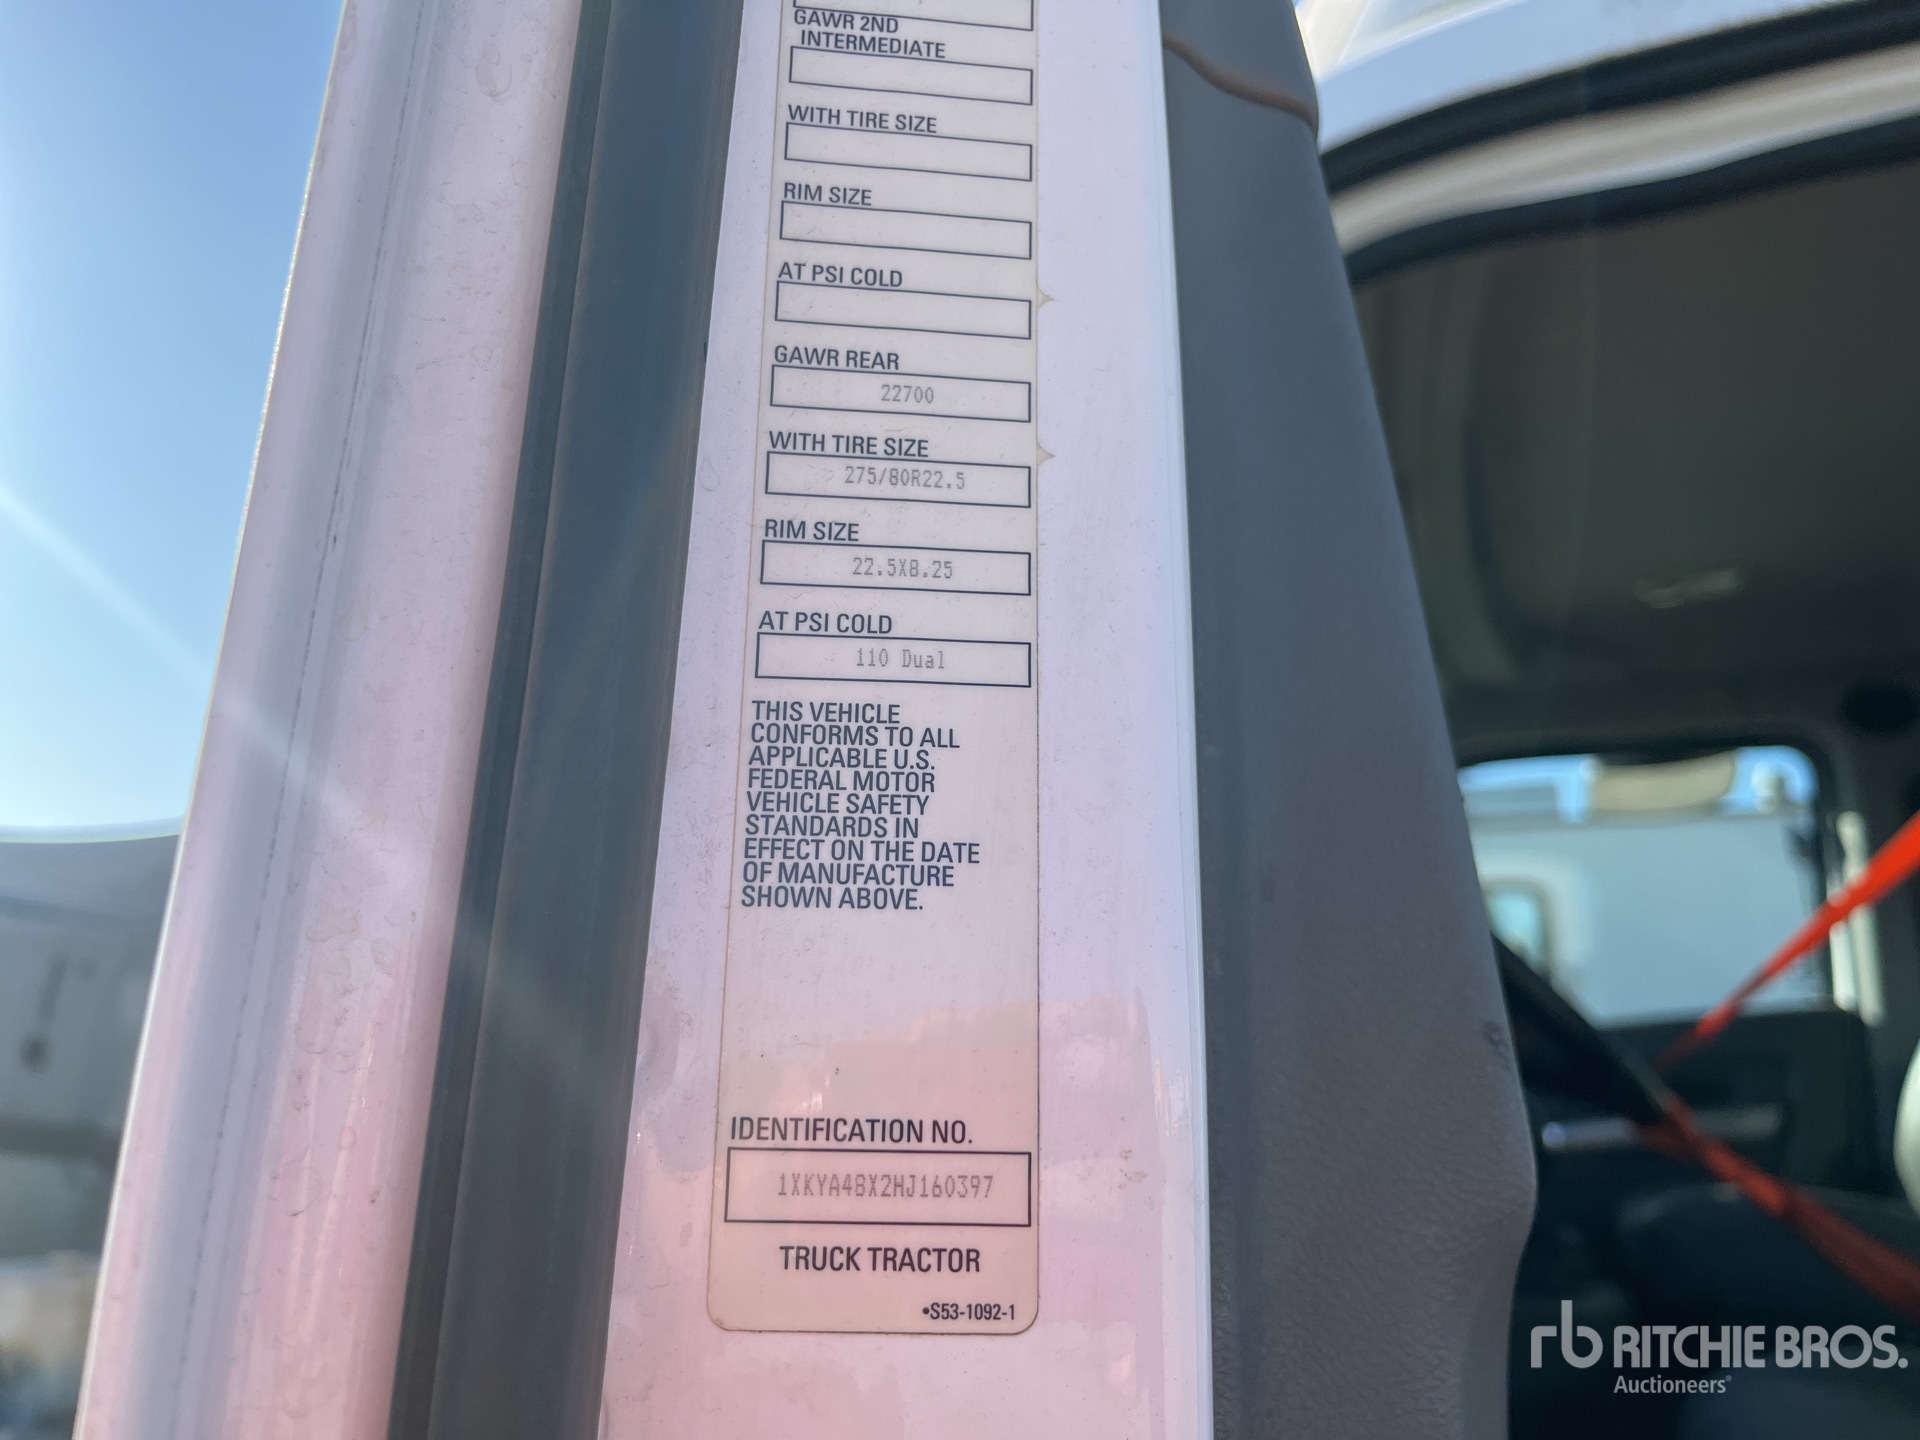 GAWR 2ND
INTERMEDIATE
WITH TIRE SIZE
RIM SIZE
AT PSI COLD
GAWR REAR
22700
WITH TIRE SIZE
275/80R22.5
RIM SIZE
22.5X8.25
AT PSI COLD
110 Dual
THIS VEHICLE
CONFORMS TO ALL
APPLICABLE U.S.
FEDERAL MOTOR
VEHICLE SAFETY
STANDARDS IN
EFFECT ON THE DATE
OF MANUFACTURE
SHOWN ABOVE.
IDENTIFICATION NO.
1XKYA48X2HJ160397
TRUCK TRACTOR
•S53-1092-1
rb RITCHIE BROS.
Auctioneers®